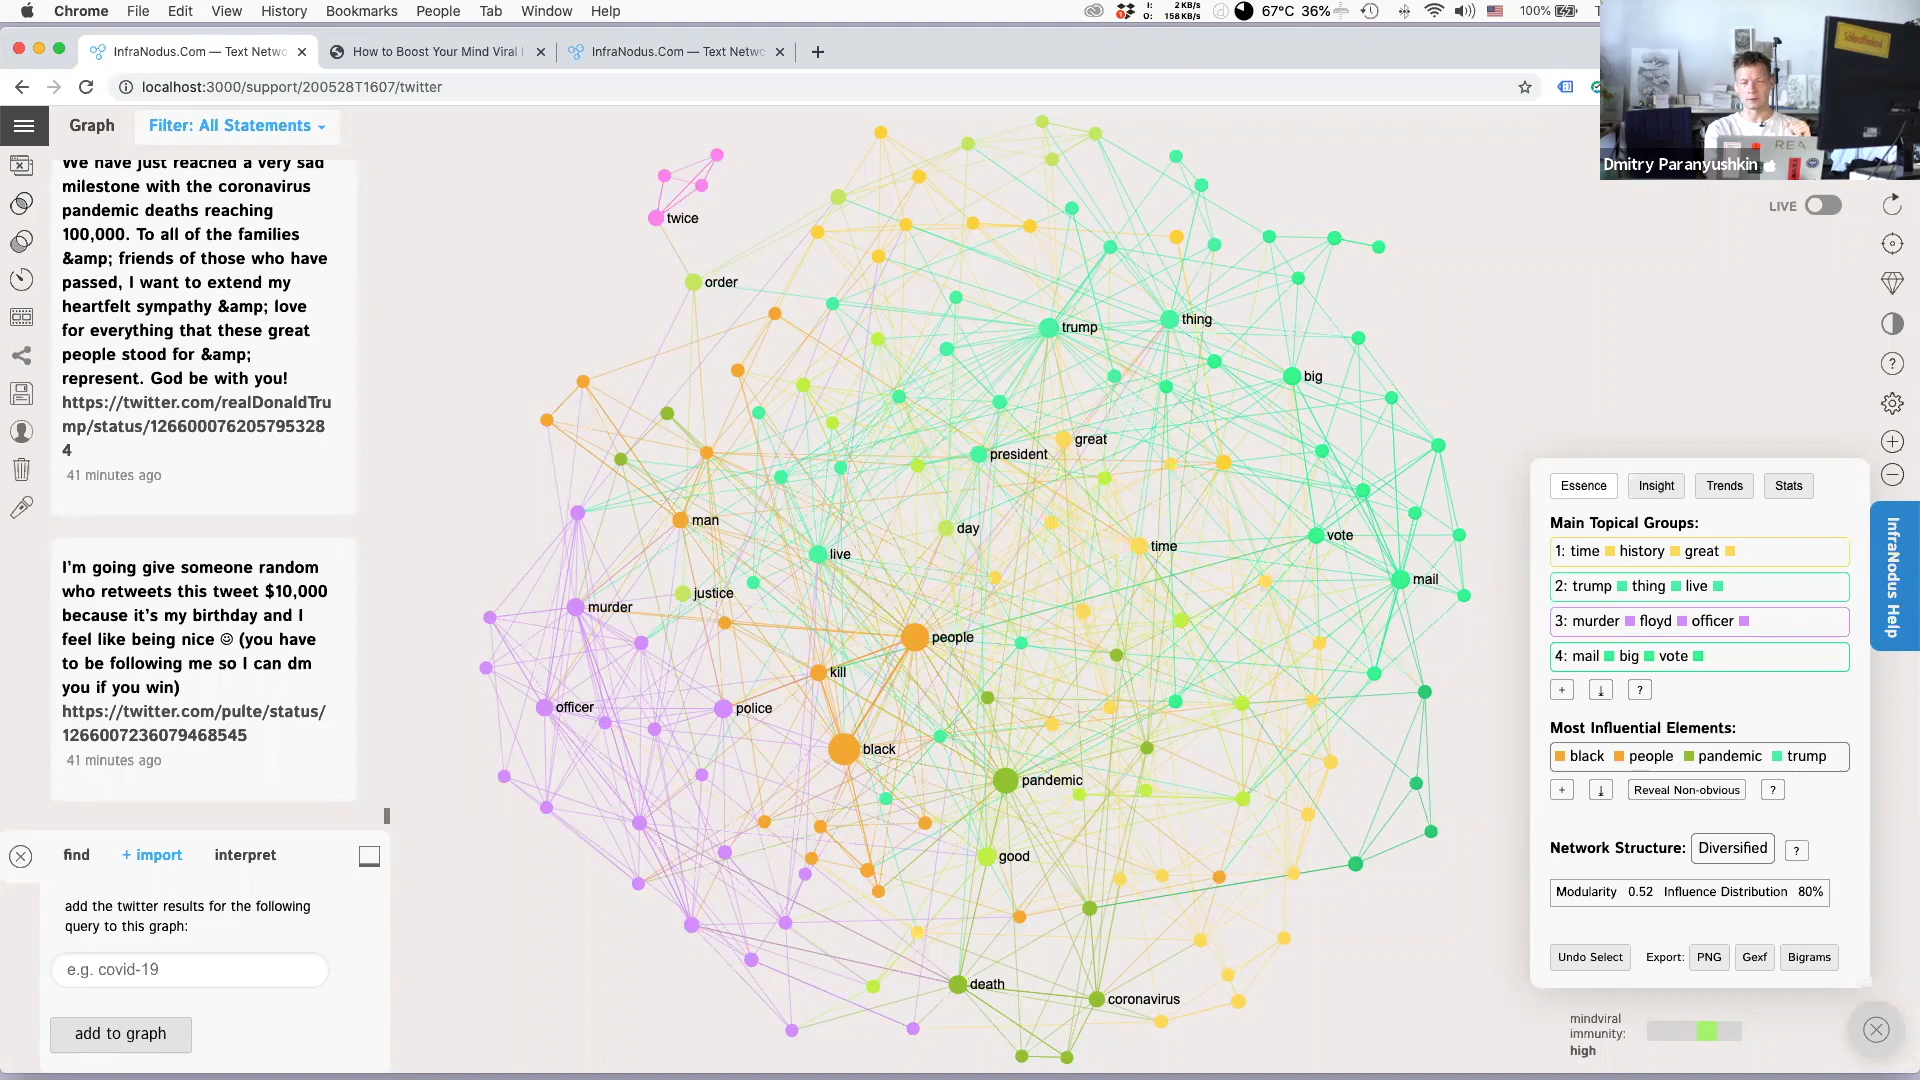 Chrome File Edit View History Bookmarks People Tab Window Help
I: 2 KB/s
O: 158 KB/s
67°C 36%
100%
InfraNodus.Com — Text Netwo
How to Boost Your Mind Viral
InfraNodus.Com — Text Netwo
localhost:3000/support/200528T1607/twitter
Dmitry Paranyushkin
REA
Graph
Filter: All Statements
LIVE
We have just reached a very sad
milestone with the coronavirus
pandemic deaths reaching
100,000. To all of the families
&amp; friends of those who have
passed, I want to extend my
heartfelt sympathy &amp; love
for everything that these great
people stood for &amp;
represent. God be with you!
https://twitter.com/realDonaldTru
mp/status/126600076205795328
4
41 minutes ago
I'm going give someone random
who retweets this tweet $10,000
because it's my birthday and I
feel like being nice ☺ (you have
to be following me so I can dm
you if you win)
https://twitter.com/pulte/status/
1266007236079468545
41 minutes ago
find
+ import
interpret
add the twitter results for the following
query to this graph:
e.g. covid-19
add to graph
twice
order
trump
thing
big
great
president
man
day
live
time
vote
mail
justice
murder
people
kill
officer
police
black
pandemic
good
death
coronavirus
Essence
Insight
Trends
Stats
Main Topical Groups:
1: time history great
2: trump thing live
3: murder floyd officer
4: mail big vote
+ ⤓ ?
Most Influential Elements:
black people pandemic trump
+ ⤓ Reveal Non-obvious ?
Network Structure: Diversified ?
Modularity 0.52 Influence Distribution 80%
Undo Select Export: PNG Gexf Bigrams
InfraNodus Help
mindviral
immunity:
high